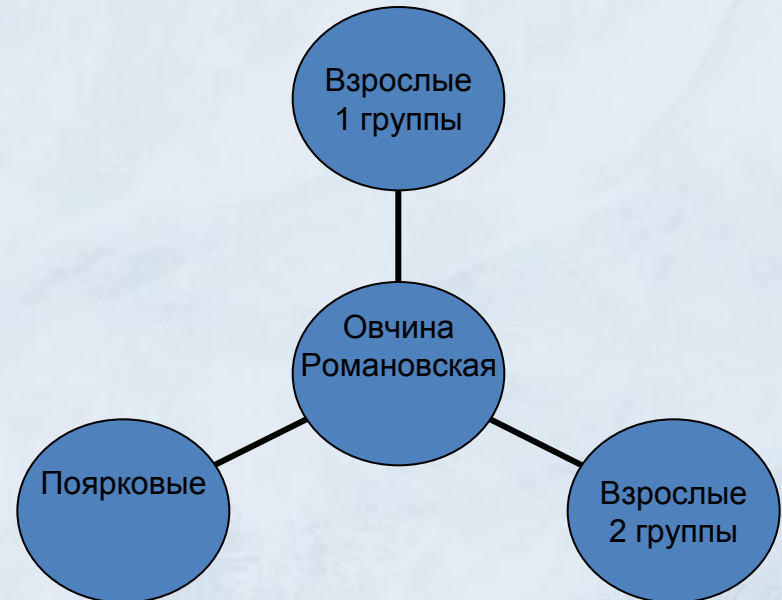 Взрослые
1 группы
Овчина
Романовская
Поярковые
Взрослые
2 группы